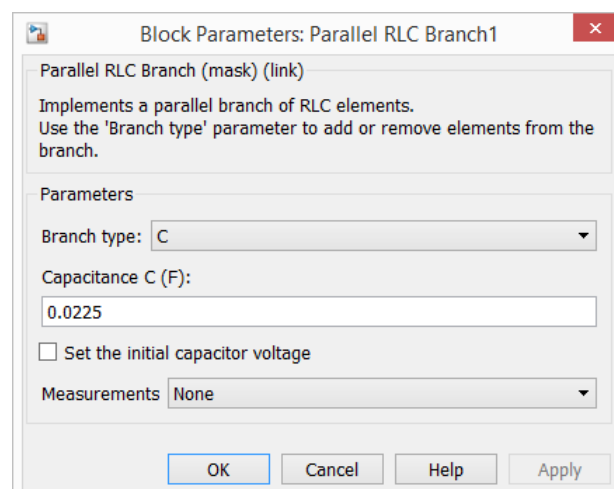 Block Parameters: Parallel RLC Branch1
Parallel RLC Branch (mask) (link)
Implements a parallel branch of RLC elements.
Use the 'Branch type' parameter to add or remove elements from the
branch.
Parameters
Branch type: C
Capacitance C (F):
0.0225
Set the initial capacitor voltage
Measurements None
OK Cancel Help Apply